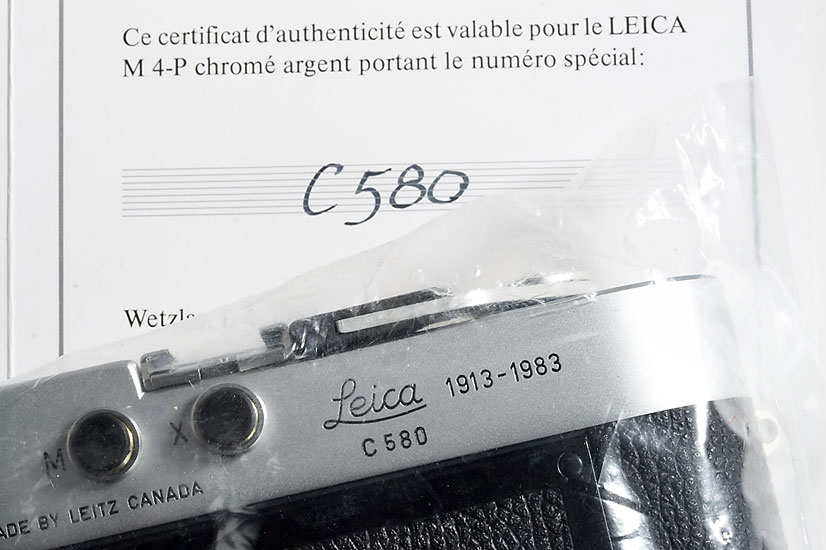 Ce certificat d'authenticité est valable pour le LEICA
M 4-P chromé argent portant le numéro spécial:
C580
Leica 1913-1983
C 580
M X
BY LEITZ CANADA